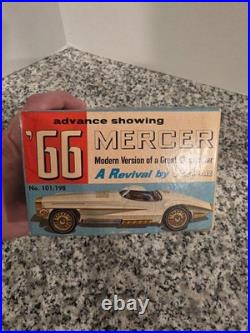 advance showing
'66 MERCER
Modern Version of a Great
A Revival by
No. 101:198